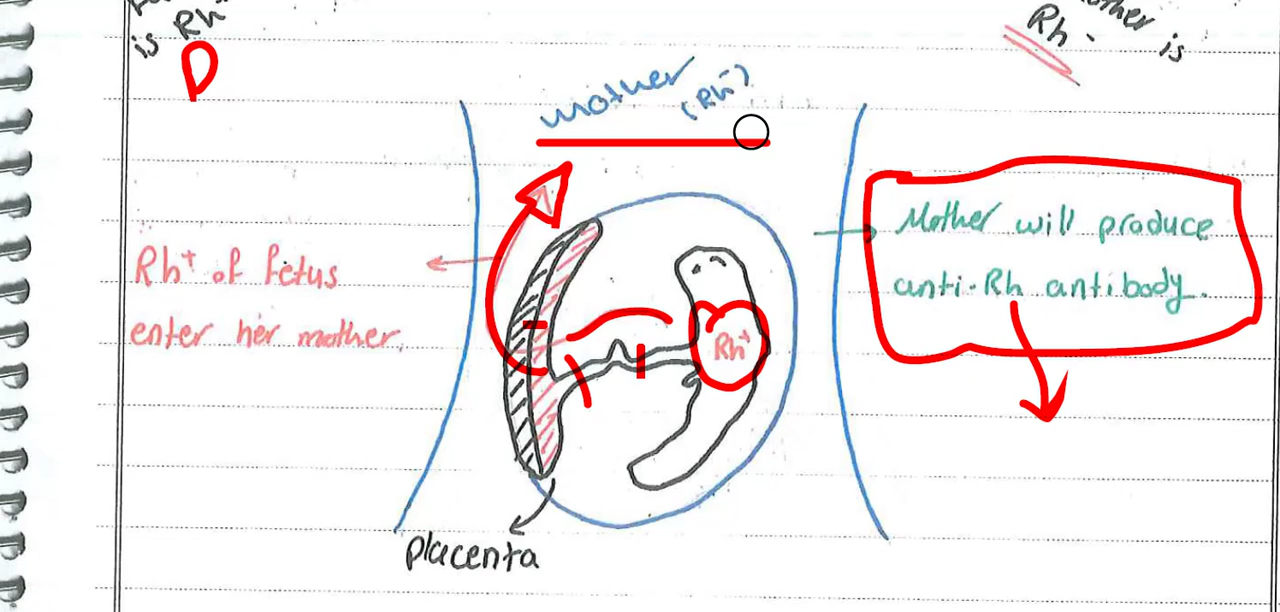 is Rh
D
mother is
Rh -
mother (Rh-)
Rh+ of fetus
enter her mother.
Mother will produce
anti-Rh antibody.
Rh+
placenta